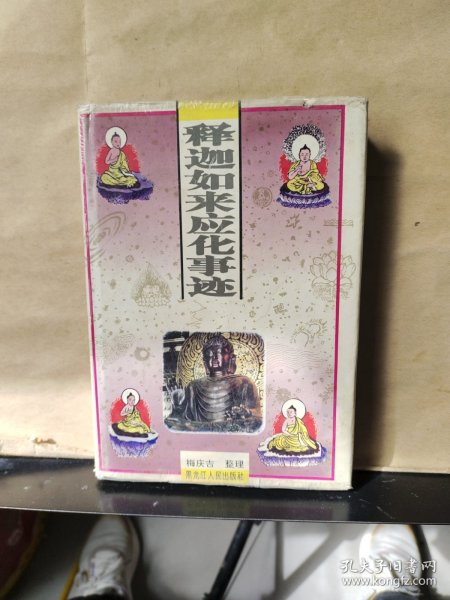 释迦如来应化事迹
梅庆吉 整理
黑龙江人民出版社
孔夫子旧书网
www.kongfz.com